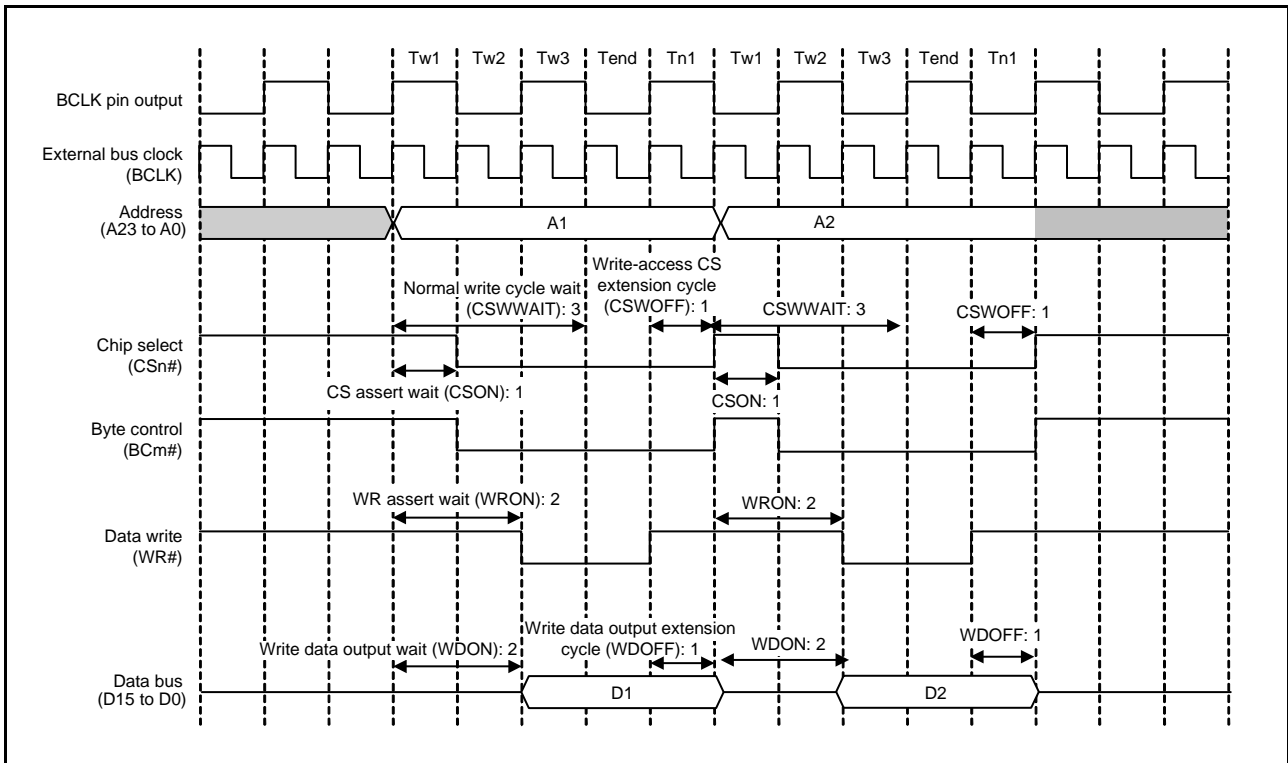 Tw1 Tw2 Tw3 Tend Tn1 Tw1 Tw2 Tw3 Tend Tn1
BCLK pin output
External bus clock
(BCLK)
Address
(A23 to A0)
A1
A2
Normal write cycle wait
(CSWWAIT): 3
Write-access CS
extension cycle
(CSWOFF): 1
CSWWAIT: 3
CSWOFF: 1
Chip select
(CSn#)
CS assert wait (CSON): 1
CSON: 1
Byte control
(BCm#)
WR assert wait (WRON): 2
WRON: 2
Data write
(WR#)
Write data output wait (WDON): 2
Write data output extension
cycle (WDOFF): 1
WDON: 2
WDOFF: 1
Data bus
(D15 to D0)
D1
D2